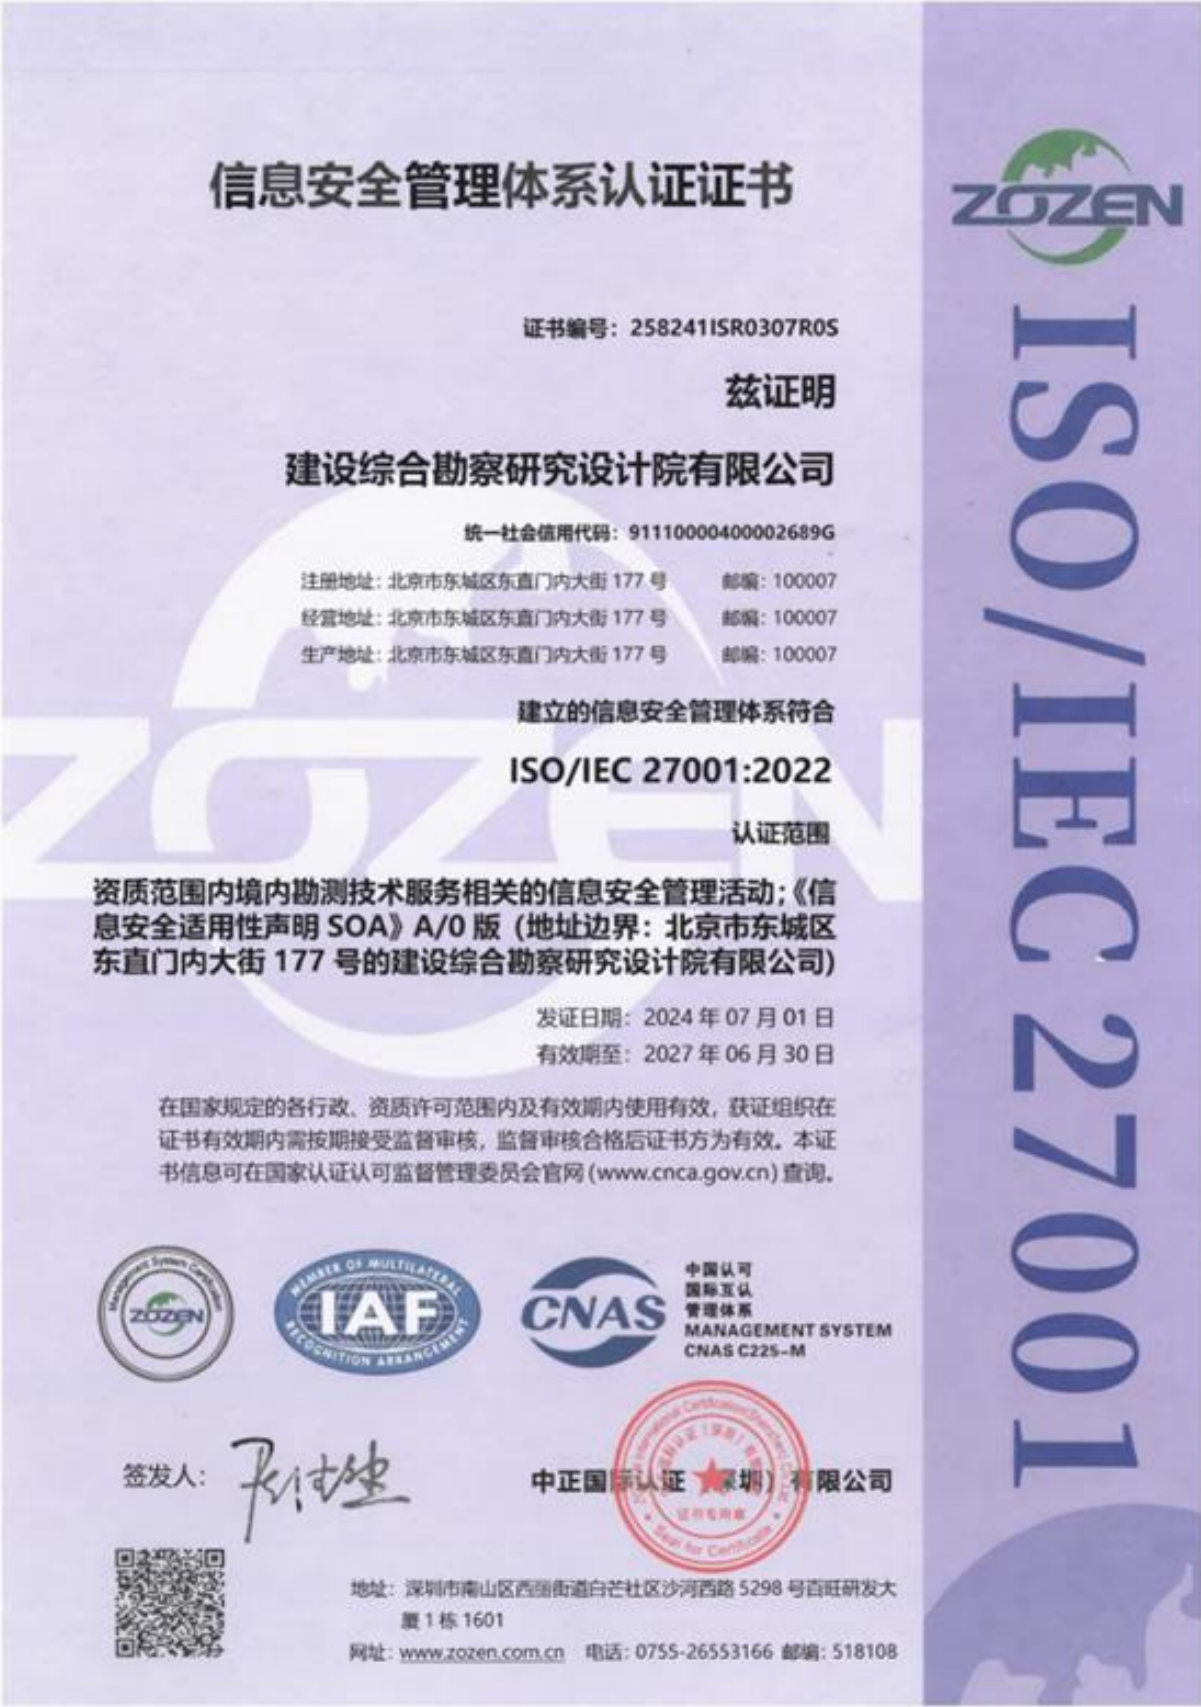 信息安全管理体系认证证书
ZOZEN
证书编号：258241ISR0307R0S
兹证明
建设综合勘察研究设计院有限公司
统一社会信用代码：91110000400002689G
注册地址：北京市东城区东直门内大街 177 号 邮编：100007
经营地址：北京市东城区东直门内大街 177 号 邮编：100007
生产地址：北京市东城区东直门内大街 177 号 邮编：100007
建立的信息安全管理体系符合
ZOZEN
ISO/IEC 27001:2022
认证范围
资质范围内境内勘测技术服务相关的信息安全管理活动；《信
息安全适用性声明 SOA》A/0 版（地址边界：北京市东城区
东直门内大街 177 号的建设综合勘察研究设计院有限公司)
发证日期：2024 年 07 月 01 日
有效期至：2027 年 06 月 30 日
在国家规定的各行政、资质许可范围内及有效期内使用有效，获证组织在
证书有效期内需按期接受监督审核，监督审核合格后证书方为有效。本证
书信息可在国家认证认可监督管理委员会官网(www.cnca.gov.cn)查询。
ISO/IEC 27001
Management System Certification
ZOZEN
MEMBER OF MULTILATERAL
IAF
RECOGNITION ARRANGEMENT
CNAS
中国认可
国际互认
管理体系
MANAGEMENT SYSTEM
CNAS C225-M
签发人：
中正国际认证（深圳）有限公司
证书专用章
Seal for Certificate
地址：深圳市南山区西丽街道白芒社区沙河西路 5298 号百旺研发大
厦 1 栋 1601
网址：www.zozen.com.cn 电话：0755-26553166 邮编：518108